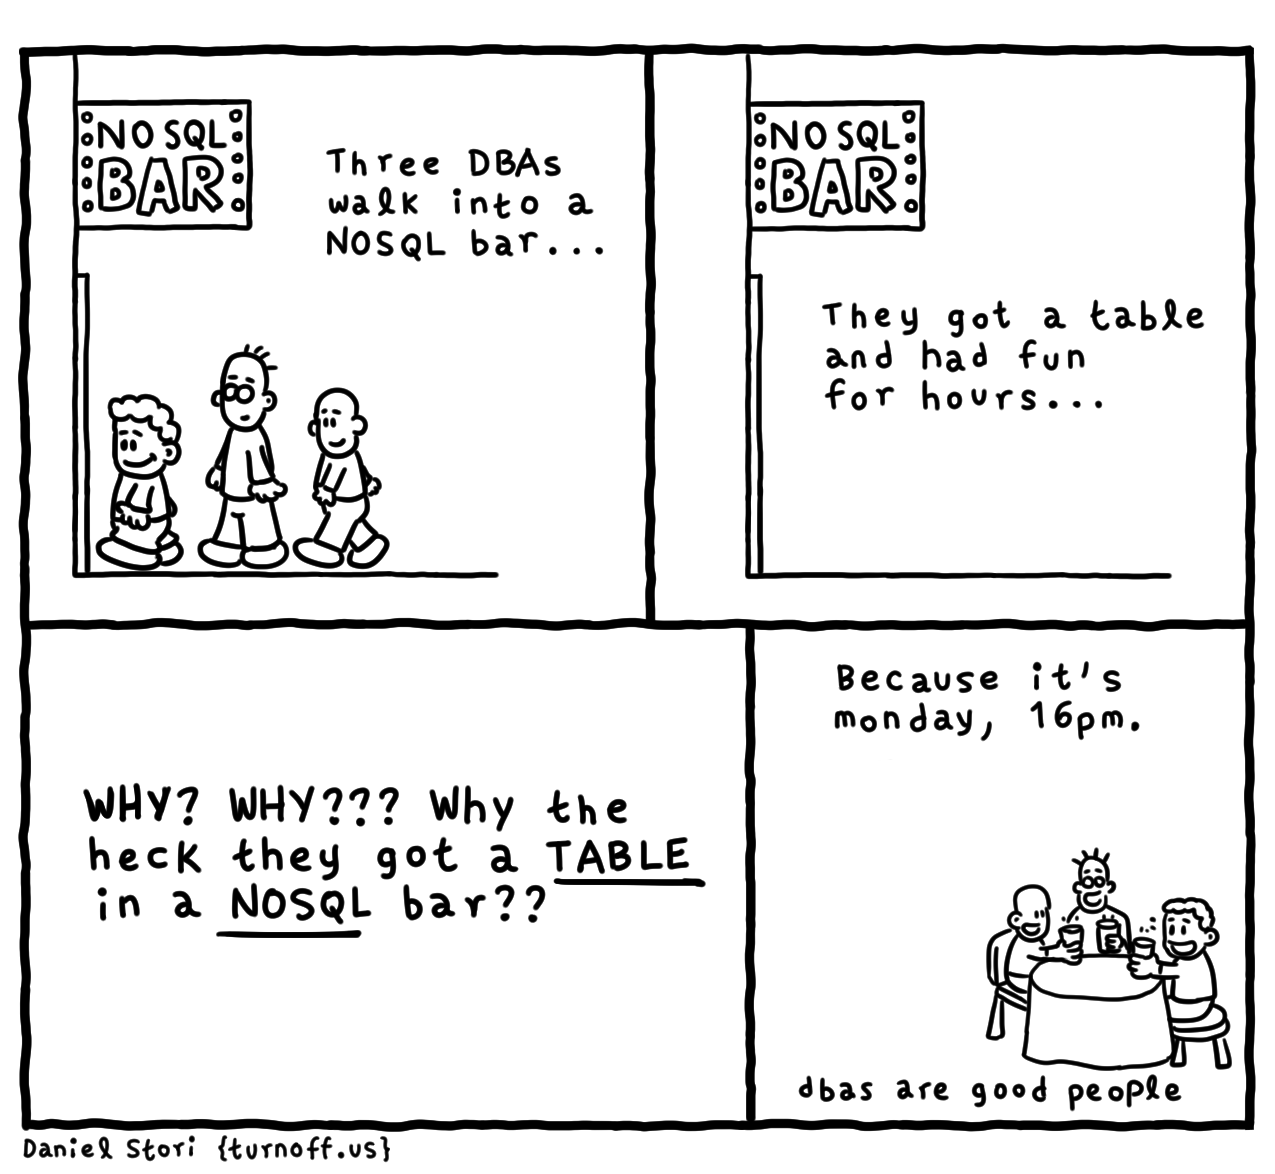 NO SQL
BAR
Three DBAs
walk into a
NOSQL bar...
NO SQL
BAR
They got a table
and had fun
for hours...
WHY? WHY??? Why the
heck they got a TABLE
in a NOSQL bar??
Because it's
monday, 16pm.
dbas are good people
Daniel Stori {turnoff.us}